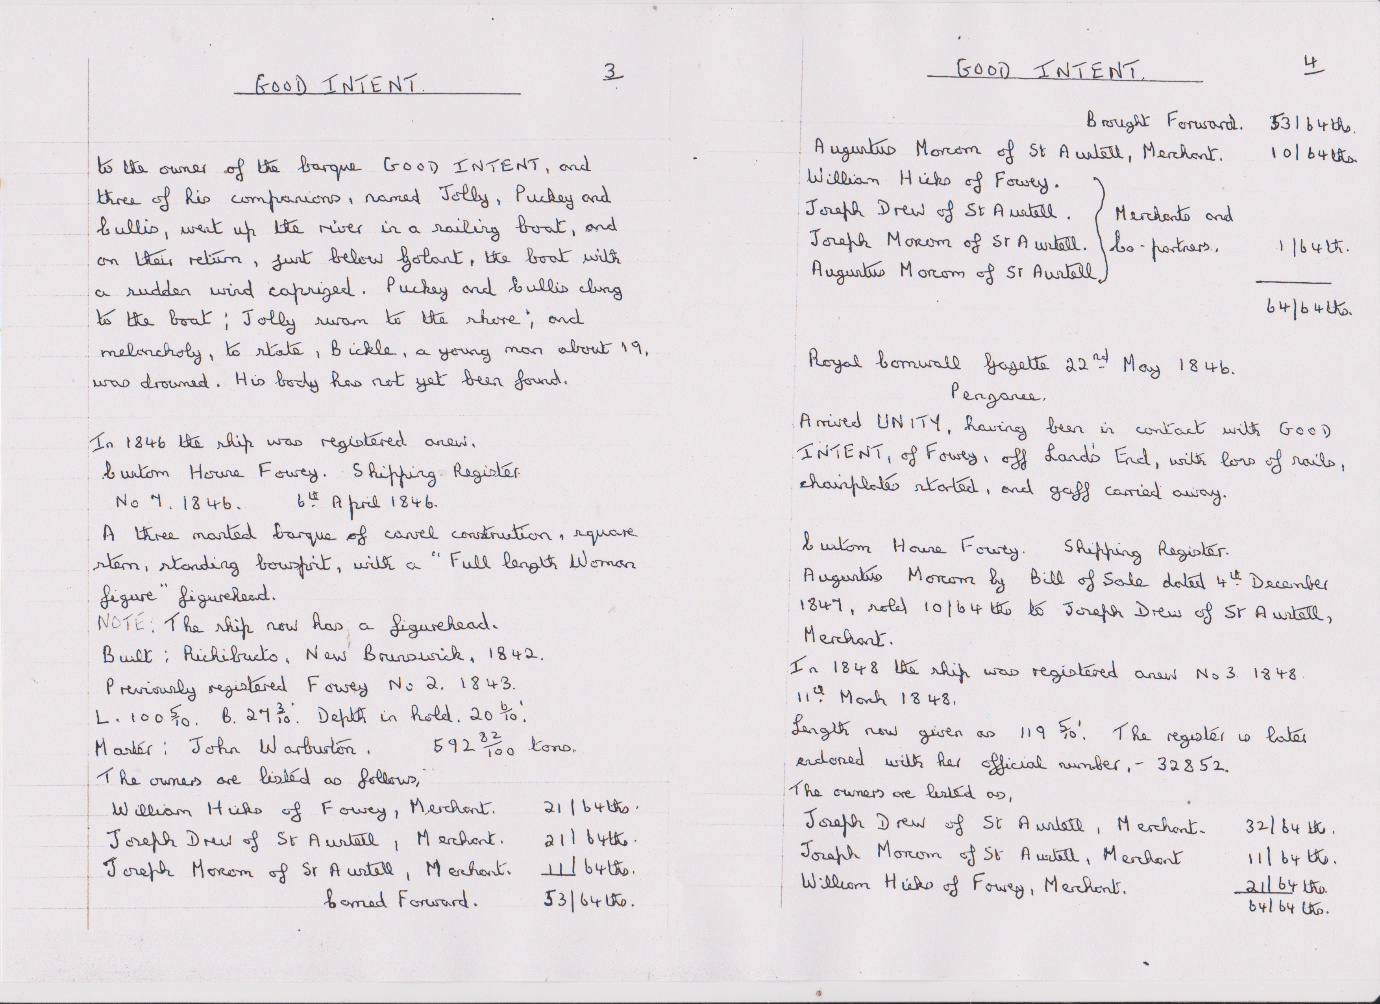 GOOD INTENT.
3
to the owner of the barque GOOD INTENT, and
three of his companions, named Jolly, Puckey and
Cullis, went up the river in a sailing boat, and
on their return, just below Golant, the boat with
a sudden wind capsized. Puckey and Cullis clung
to the boat; Jolly swam to the shore; and
melancholy, to state, Bickle, a young man about 19,
was drowned. His body has not yet been found.
In 1846 the ship was registered anew.
Custom House Fowey. Shipping Register
No 7. 1846. 6th April 1846.
A three masted barque of carvel construction, square
stern, standing bowsprit, with a "Full length Woman
figure" figurehead.
NOTE: The ship now has a figurehead.
Built: Richibucto, New Brunswick, 1842.
Previously registered Fowey No 2. 1843.
L. 100 5/10. B. 27 3/10'. Depth in hold. 20 6/10'.
Master: John Warburton. 592 82/100 tons.
The owners are listed as follows,
William Hicks of Fowey, Merchant. 21/64ths.
Joseph Drew of St Austell, Merchant. 21/64ths.
Joseph Morcom of St Austell, Merchant. 11/64ths.
Carried Forward. 53/64ths.
GOOD INTENT.
4
Brought Forward. 53/64ths.
Augustus Morcom of St Austell, Merchant. 10/64ths
William Hicks of Fowey.
Joseph Drew of St Austell. Merchants and
Joseph Morcom of St Austell. Co-partners. 1/64th.
Augustus Morcom of St Austell
64/64ths.
Royal Cornwall Gazette 22nd May 1846.
Penzance.
Arrived UNITY, having been in contact with GOOD
INTENT, of Fowey, off Land's End, with loss of sails,
chainplates started, and gaff carried away.
Custom House Fowey. Shipping Register.
Augustus Morcom by Bill of Sale dated 4th December
1847, sold 10/64ths to Joseph Drew of St Austell,
Merchant.
In 1848 the ship was registered anew No 3 1848
11th March 1848.
Length now given as 119 5/10'. The register is later
endorsed with her official number,- 32852.
The owners are listed as,
Joseph Drew of St Austell, Merchant. 32/64ths.
Joseph Morcom of St Austell, Merchant 11/64ths.
William Hicks of Fowey, Merchant. 21/64ths
64/64ths.